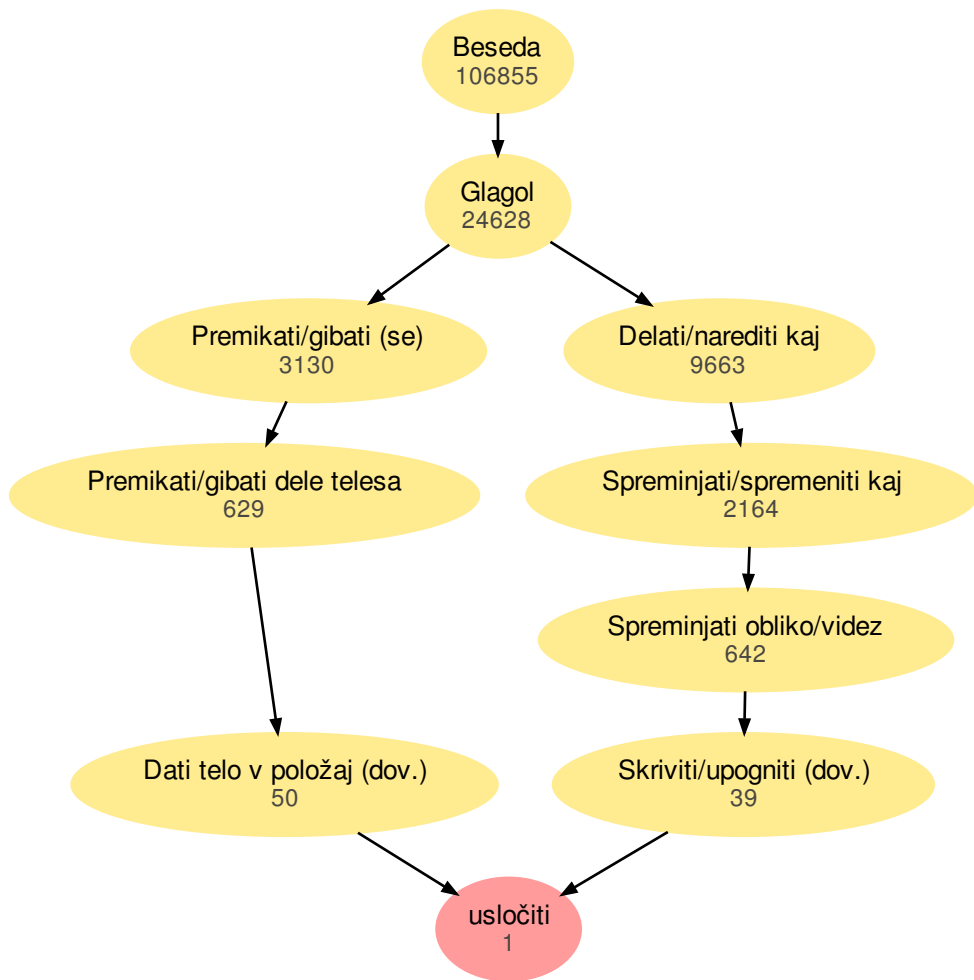 Beseda
106855
Glagol
24628
Premikati/gibati (se)
3130
Delati/narediti kaj
9663
Premikati/gibati dele telesa
629
Spreminjati/spremeniti kaj
2164
Spreminjati obliko/videz
642
Dati telo v položaj (dov.)
50
Skriviti/upogniti (dov.)
39
usločiti
1